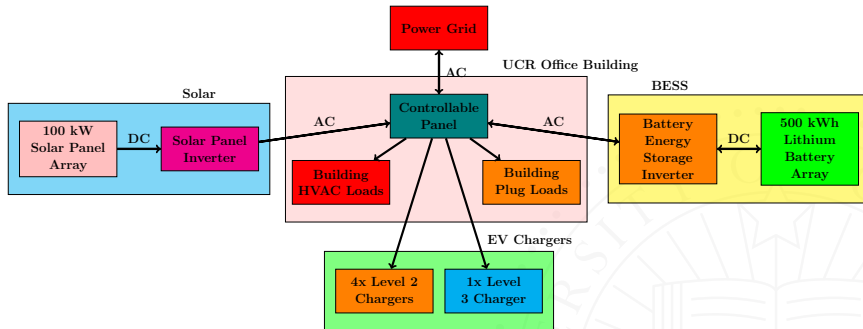 Power Grid
AC
UCR Office Building
Solar
BESS
100 kW
Solar Panel
Array
DC
Solar Panel
Inverter
AC
Controllable
Panel
AC
Battery
Energy
Storage
Inverter
DC
500 kWh
Lithium
Battery
Array
Building
HVAC Loads
Building
Plug Loads
EV Chargers
4x Level 2
Chargers
1x Level
3 Charger